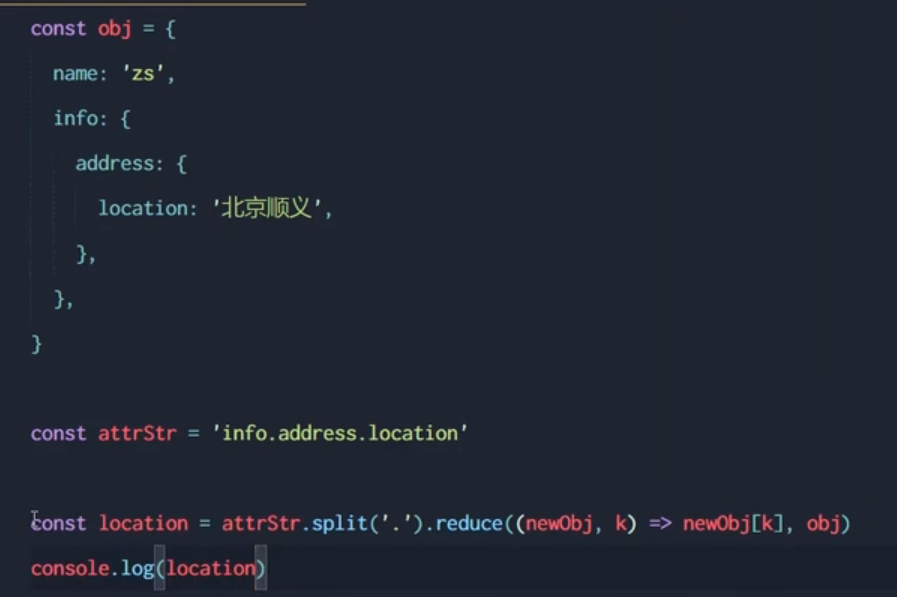 const obj = {
name: 'zs',
info: {
address: {
location: '北京顺义',
},
},
}
const attrStr = 'info.address.location'
const location = attrStr.split('.').reduce((newObj, k) => newObj[k], obj)
console.log(location)